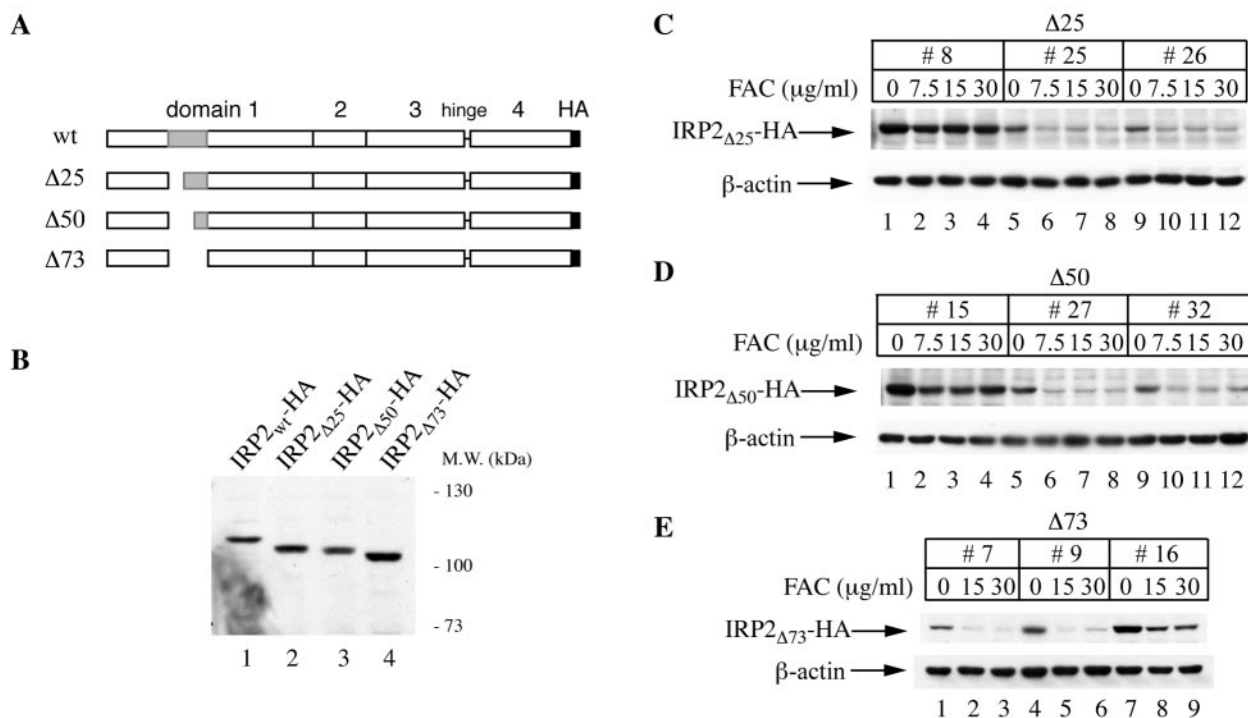 A
domain 1 2 3 hinge 4 HA
wt
Δ25
Δ50
Δ73
B
IRP2wt-HA
IRP2Δ25-HA
IRP2Δ50-HA
IRP2Δ73-HA
M.W. (kDa)
- 130
- 100
- 73
1 2 3 4
C
Δ25
# 8 # 25 # 26
FAC (μg/ml) 0 7.5 15 30 0 7.5 15 30 0 7.5 15 30
IRP2Δ25-HA
β-actin
1 2 3 4 5 6 7 8 9 10 11 12
D
Δ50
# 15 # 27 # 32
FAC (μg/ml) 0 7.5 15 30 0 7.5 15 30 0 7.5 15 30
IRP2Δ50-HA
β-actin
1 2 3 4 5 6 7 8 9 10 11 12
E
Δ73
# 7 # 9 # 16
FAC (μg/ml) 0 15 30 0 15 30 0 15 30
IRP2Δ73-HA
β-actin
1 2 3 4 5 6 7 8 9